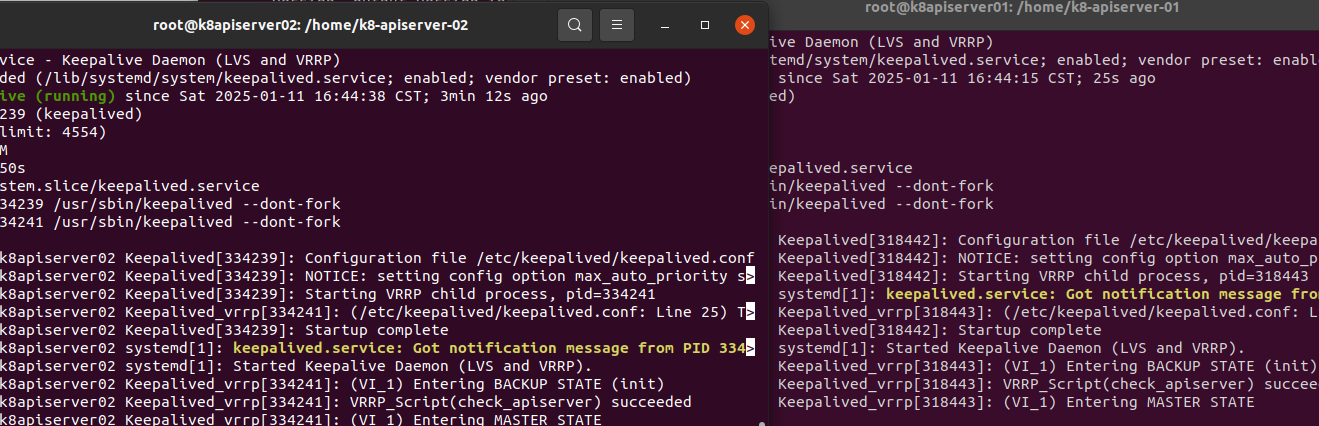 root@k8apiserver02: /home/k8-apiserver-02
vice - Keepalive Daemon (LVS and VRRP)
ded (/lib/systemd/system/keepalived.service; enabled; vendor preset: enabled)
ive (running) since Sat 2025-01-11 16:44:38 CST; 3min 12s ago
239 (keepalived)
limit: 4554)
M
50s
stem.slice/keepalived.service
34239 /usr/sbin/keepalived --dont-fork
34241 /usr/sbin/keepalived --dont-fork
k8apiserver02 Keepalived[334239]: Configuration file /etc/keepalived/keepalived.conf
k8apiserver02 Keepalived[334239]: NOTICE: setting config option max_auto_priority s>
k8apiserver02 Keepalived[334239]: Starting VRRP child process, pid=334241
k8apiserver02 Keepalived_vrrp[334241]: (/etc/keepalived/keepalived.conf: Line 25) T>
k8apiserver02 Keepalived[334239]: Startup complete
k8apiserver02 systemd[1]: keepalived.service: Got notification message from PID 334>
k8apiserver02 systemd[1]: Started Keepalive Daemon (LVS and VRRP).
k8apiserver02 Keepalived_vrrp[334241]: (VI_1) Entering BACKUP STATE (init)
k8apiserver02 Keepalived_vrrp[334241]: VRRP_Script(check_apiserver) succeeded
k8apiserver02 Keepalived_vrrp[334241]: (VI_1) Entering MASTER STATE
root@k8apiserver01: /home/k8-apiserver-01
ive Daemon (LVS and VRRP)
temd/system/keepalived.service; enabled; vendor preset: enabl
since Sat 2025-01-11 16:44:15 CST; 25s ago
ed)
epalived.service
in/keepalived --dont-fork
in/keepalived --dont-fork
Keepalived[318442]: Configuration file /etc/keepalived/keepa
Keepalived[318442]: NOTICE: setting config option max_auto_p
Keepalived[318442]: Starting VRRP child process, pid=318443
systemd[1]: keepalived.service: Got notification message fro
Keepalived_vrrp[318443]: (/etc/keepalived/keepalived.conf: L
Keepalived[318442]: Startup complete
systemd[1]: Started Keepalive Daemon (LVS and VRRP).
Keepalived_vrrp[318443]: (VI_1) Entering BACKUP STATE (init)
Keepalived_vrrp[318443]: VRRP_Script(check_apiserver) succee
Keepalived_vrrp[318443]: (VI_1) Entering MASTER STATE